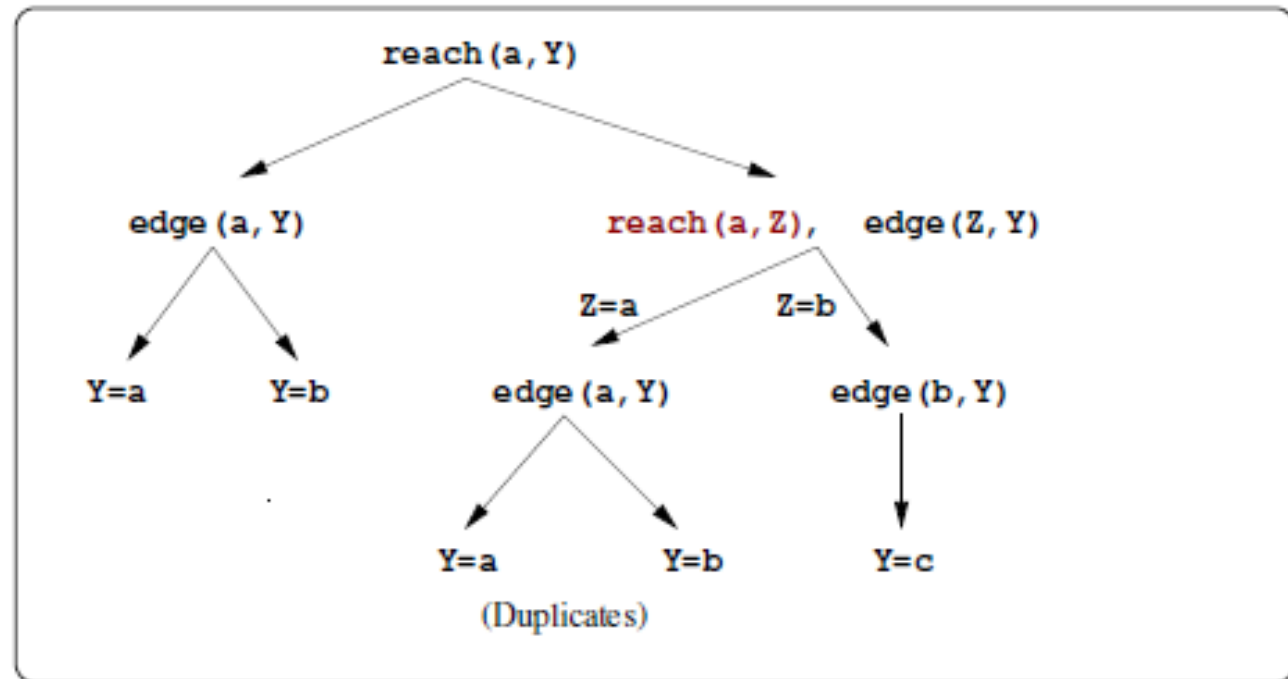 reach(a,Y)
edge(a,Y)
reach(a,Z), edge(Z,Y)
Z=a
Z=b
Y=a
Y=b
edge(a,Y)
edge(b,Y)
Y=a
Y=b
Y=c
(Duplicates)